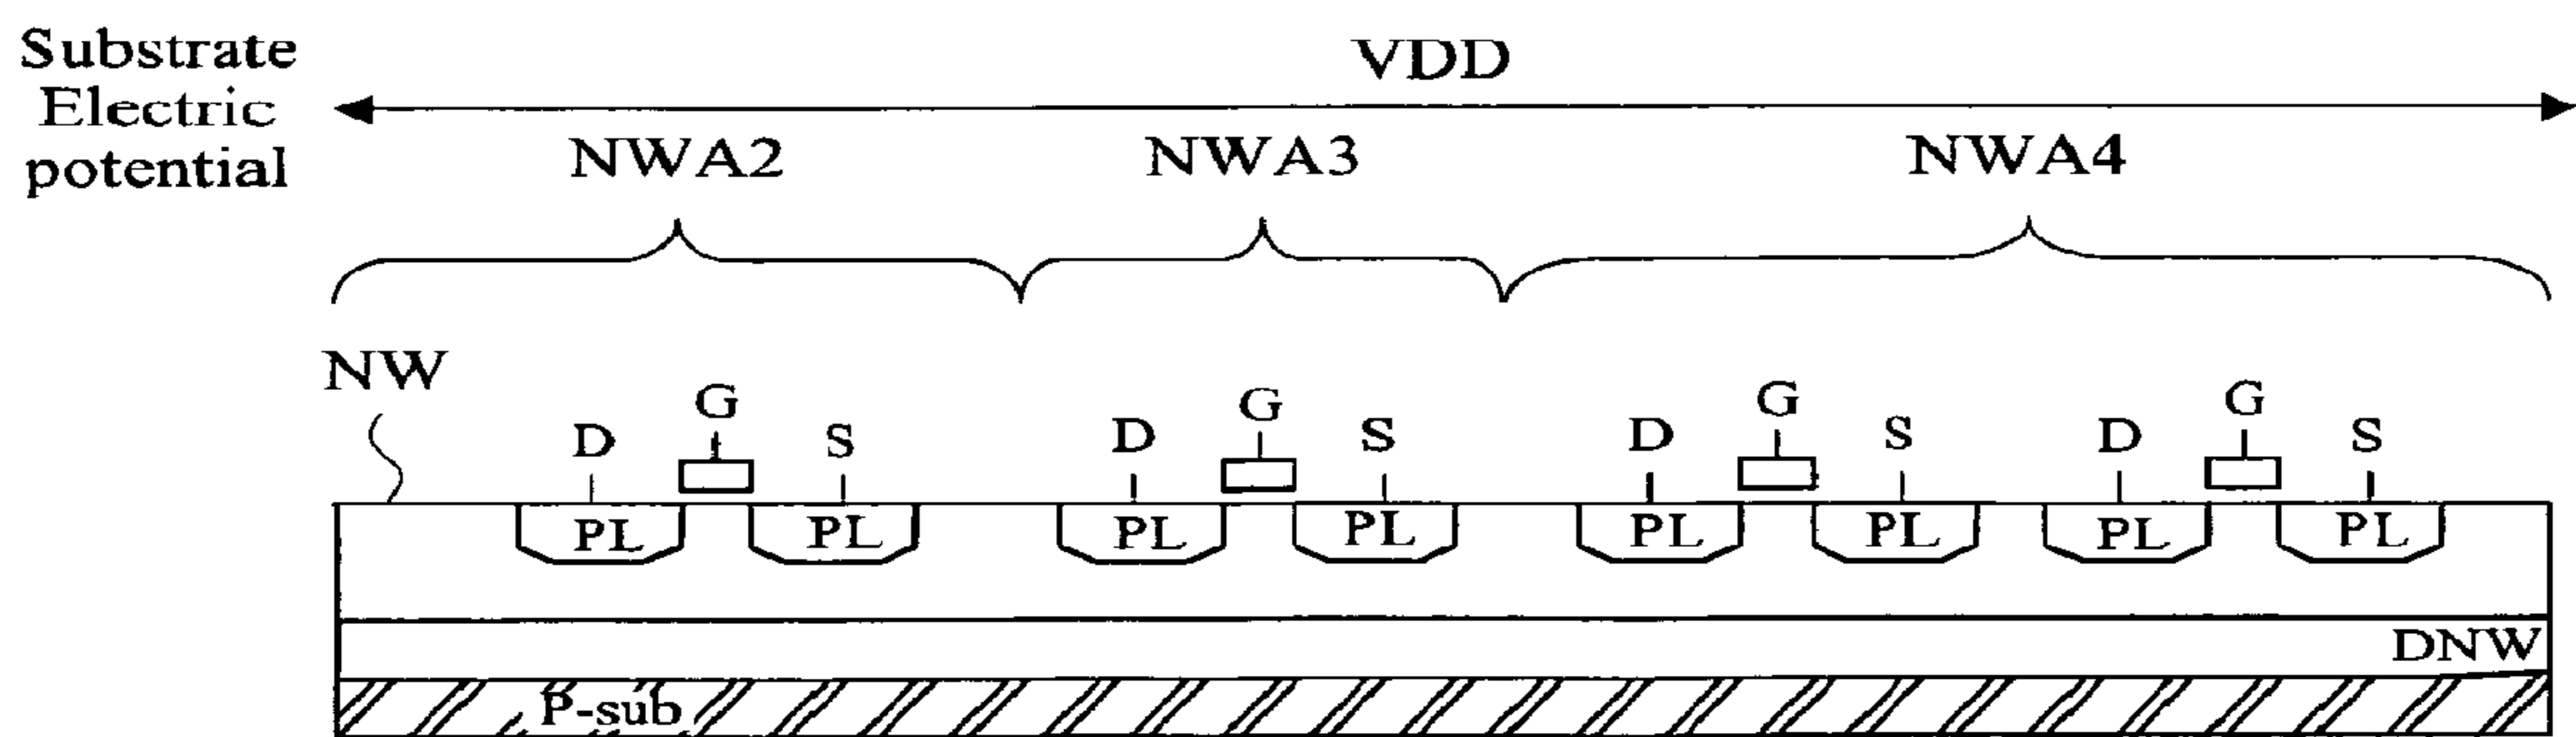 Substrate
Electric
potential
VDD
NWA2 NWA3 NWA4
NW
G G G G
D S D S D S D S
PL PL PL PL PL PL PL PL
DNW
P-sub